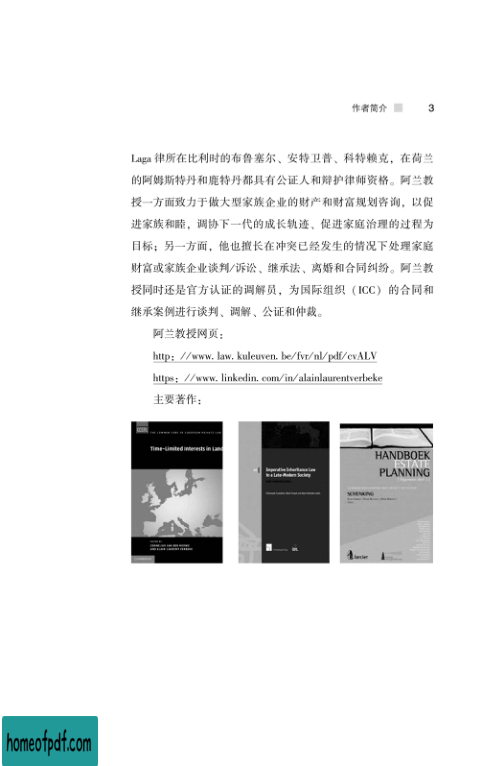 作者简介 3
Laga 律所在比利时的布鲁塞尔、安特卫普、科特赖克，在荷兰
的阿姆斯特丹和鹿特丹都具有公证人和辩护律师资格。阿兰教
授一方面致力于做大型家族企业的财产和财富规划咨询，以促
进家族和睦，调协下一代的成长轨迹、促进家庭治理的过程为
目标；另一方面，他也擅长在冲突已经发生的情况下处理家庭
财富或家族企业谈判/诉讼、继承法、离婚和合同纠纷。阿兰教
授同时还是官方认证的调解员，为国际组织（ICC）的合同和
继承案例进行谈判、调解、公证和仲裁。
阿兰教授网页：
http：//www. law. kuleuven. be/fvr/nl/pdf/cvALV
https：//www. linkedin. com/in/alainlaurentverbeke
主要著作：
Time-Limited Interests in Land
Imperative Inheritance Law
in a Late-Modern Society
HANDBOEK
ESTATE
PLANNING
SCHENKING
larcier
homeofpdf.com